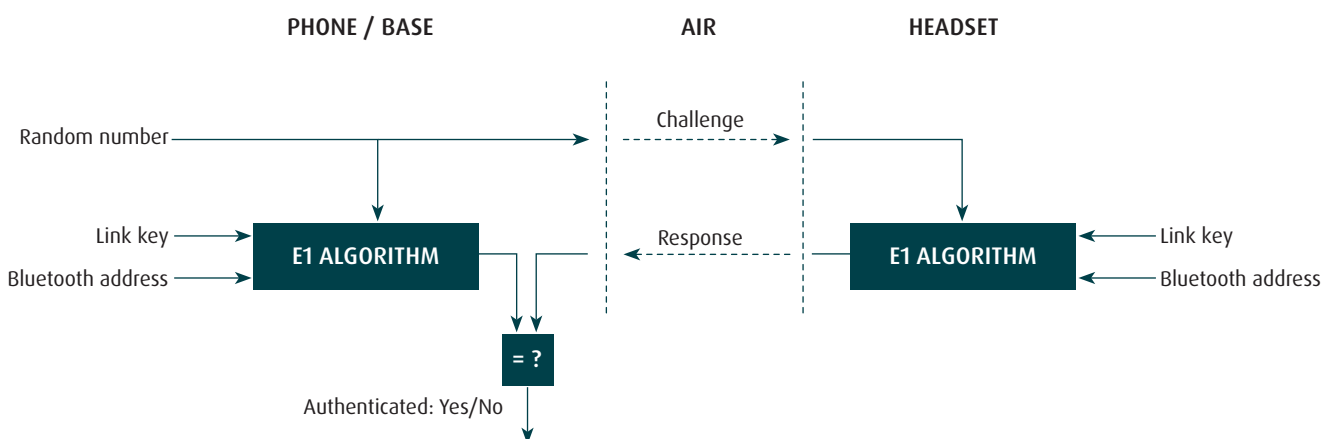 PHONE / BASE
AIR
HEADSET
Random number
Challenge
Link key
E1 ALGORITHM
Bluetooth address
Response
E1 ALGORITHM
Link key
Bluetooth address
= ?
Authenticated: Yes/No